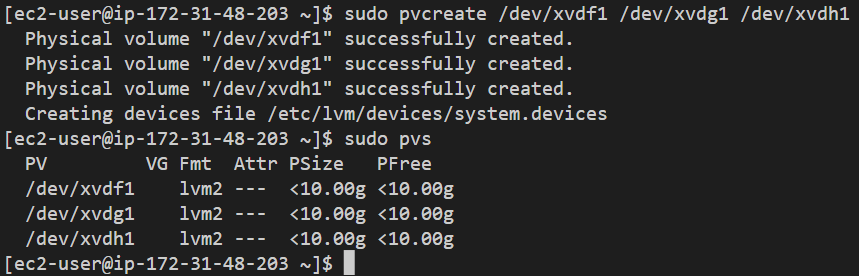 [ec2-user@ip-172-31-48-203 ~]$ sudo pvcreate /dev/xvdf1 /dev/xvdg1 /dev/xvdh1
  Physical volume "/dev/xvdf1" successfully created.
  Physical volume "/dev/xvdg1" successfully created.
  Physical volume "/dev/xvdh1" successfully created.
  Creating devices file /etc/lvm/devices/system.devices
[ec2-user@ip-172-31-48-203 ~]$ sudo pvs
  PV         VG Fmt  Attr PSize   PFree
  /dev/xvdf1    lvm2 ---  <10.00g <10.00g
  /dev/xvdg1    lvm2 ---  <10.00g <10.00g
  /dev/xvdh1    lvm2 ---  <10.00g <10.00g
[ec2-user@ip-172-31-48-203 ~]$